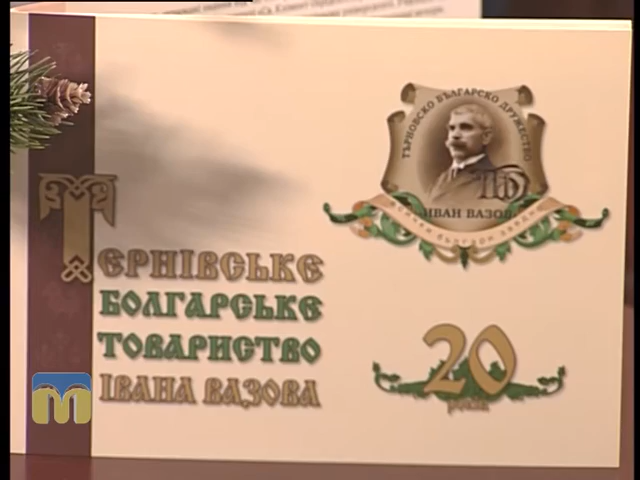 ТЪРНОВСКО БЪЛГАРСКО ДРУЖЕСТВО
ИВАН ВАЗОВ
ТЕРНІВСЬКЕ
БОЛГАРСЬКЕ
ТОВАРИСТВО
ІВАНА ВАЗОВА
20
років